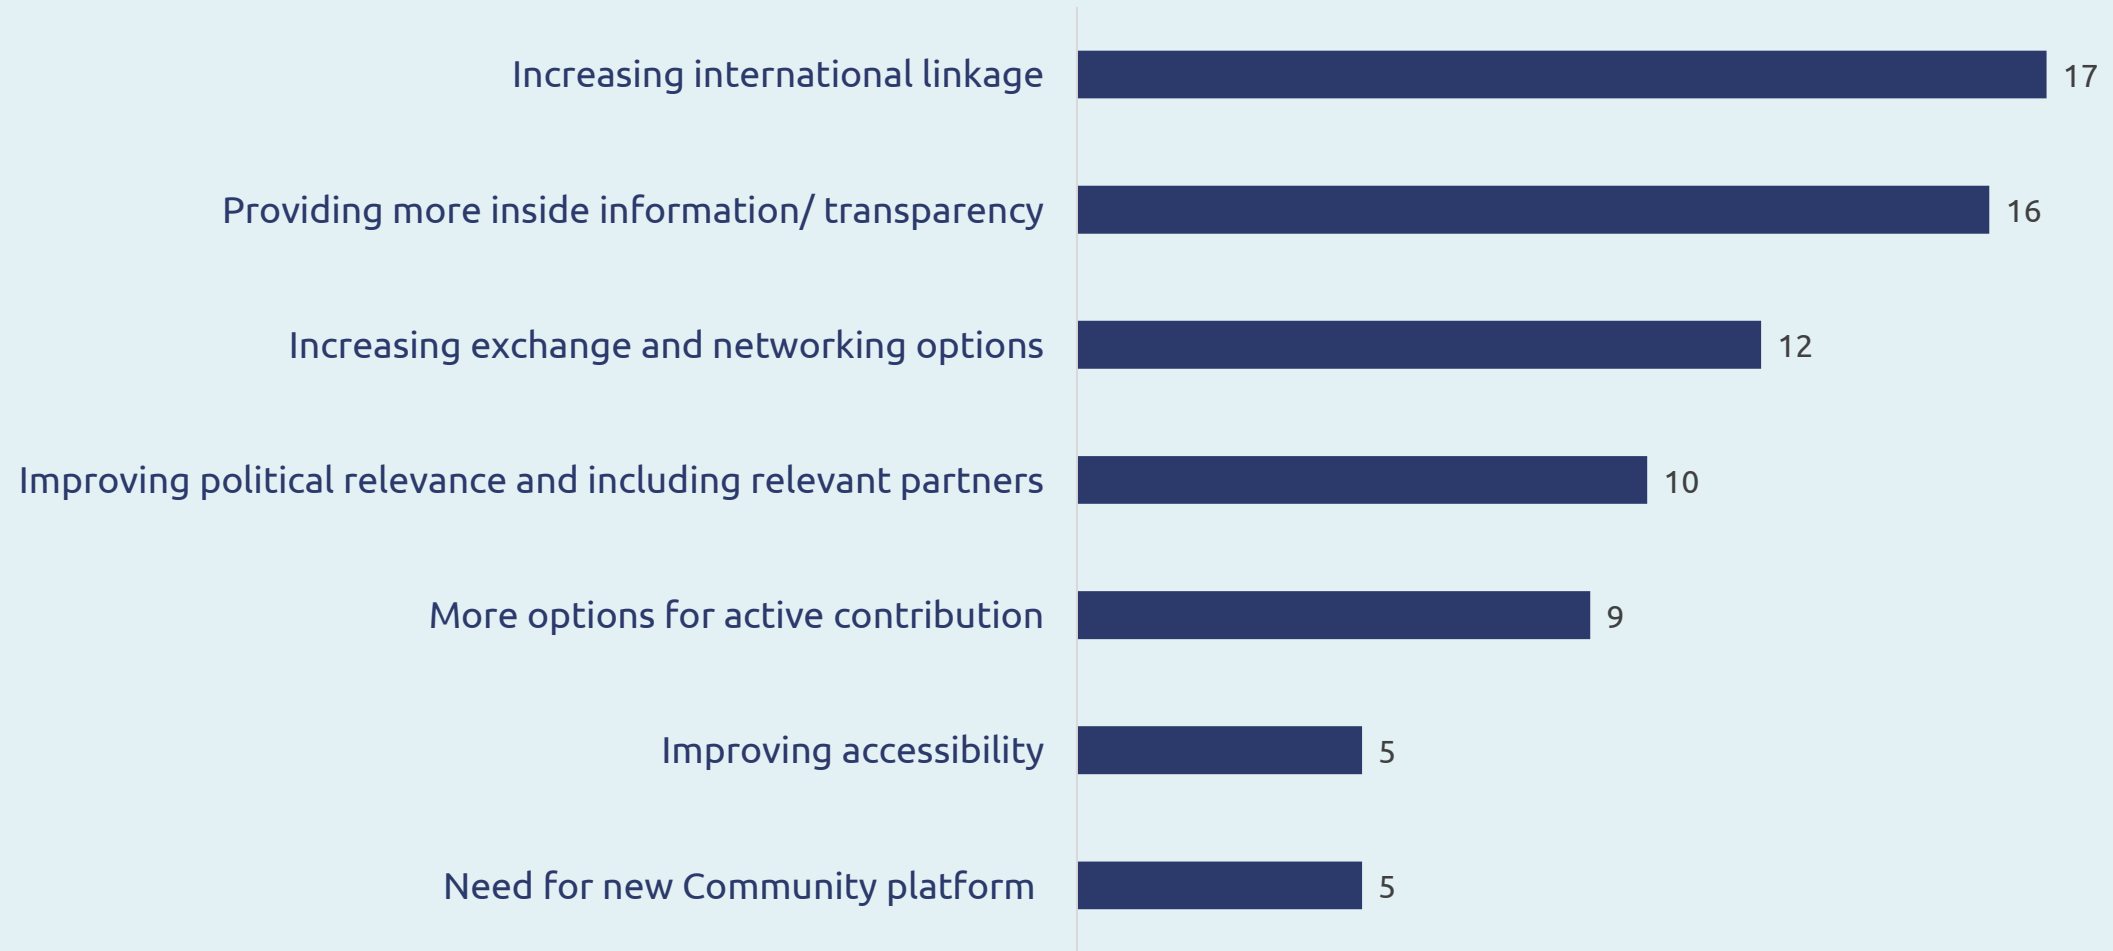 Increasing international linkage 17
Providing more inside information/ transparency 16
Increasing exchange and networking options 12
Improving political relevance and including relevant partners 10
More options for active contribution 9
Improving accessibility 5
Need for new Community platform 5